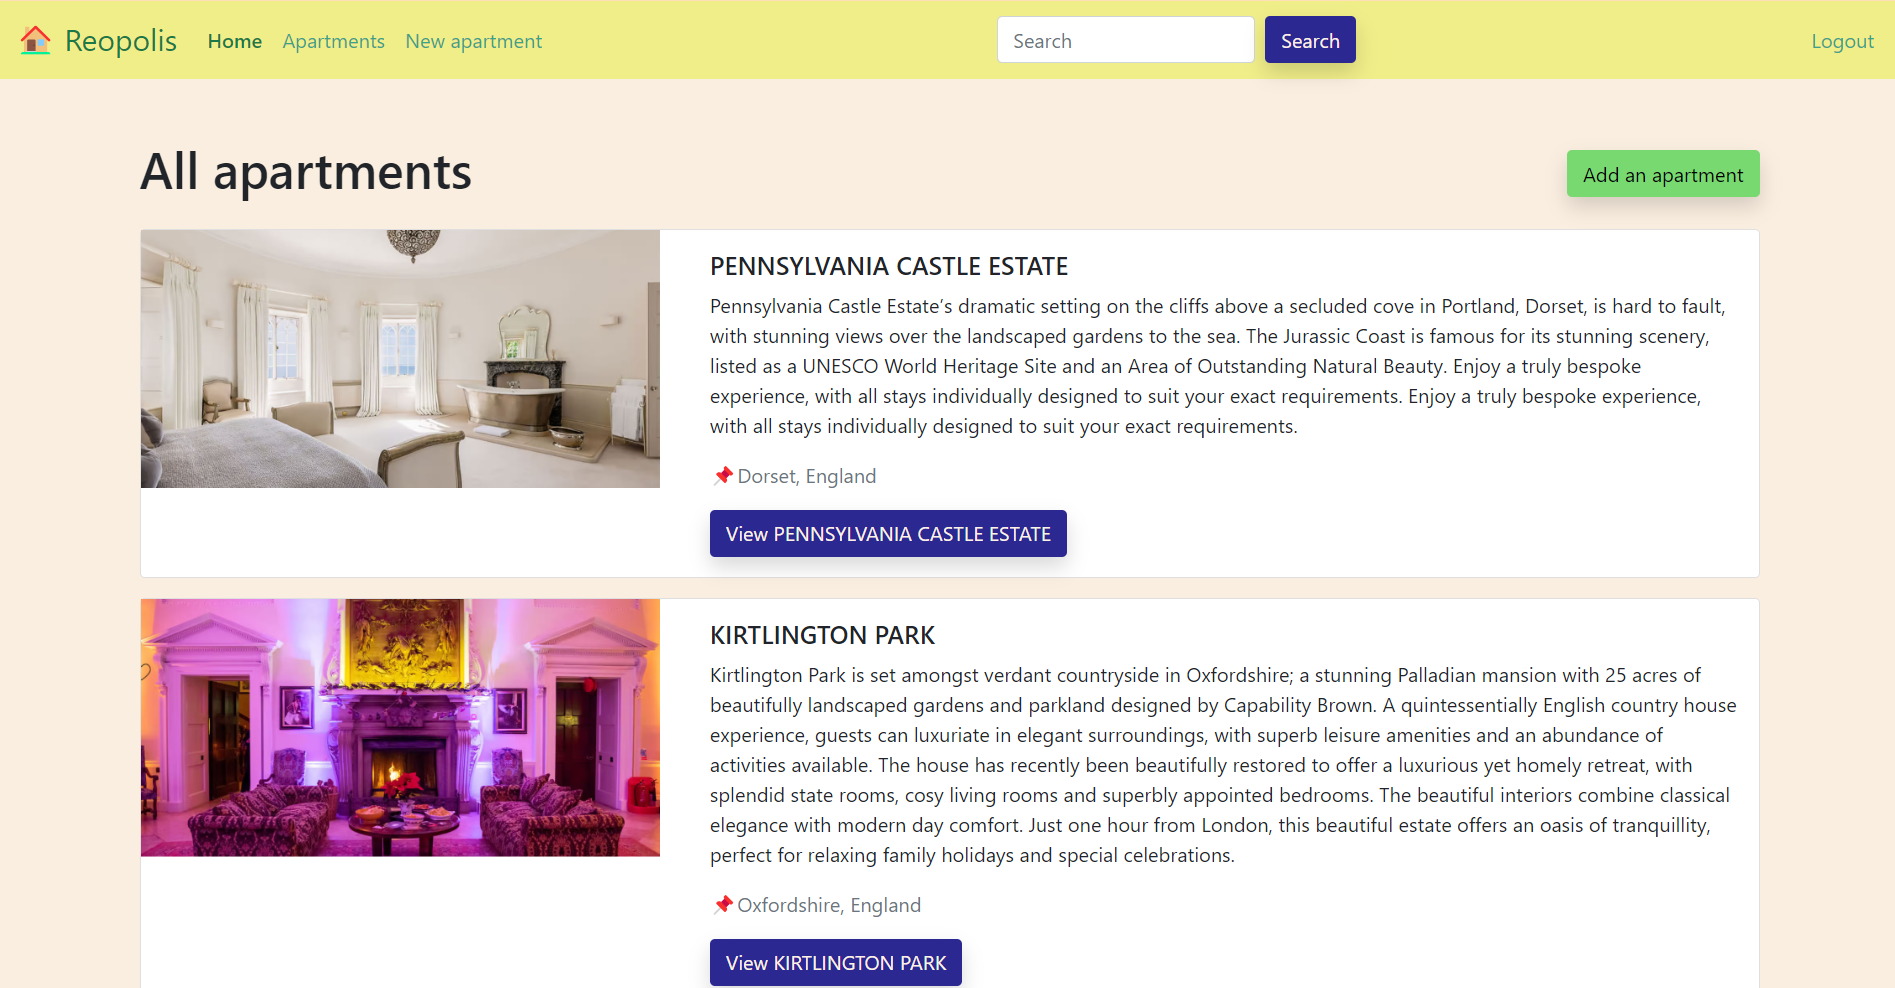 Reopolis Home Apartments New apartment Search Search Logout
All apartments
Add an apartment
PENNSYLVANIA CASTLE ESTATE
Pennsylvania Castle Estate’s dramatic setting on the cliffs above a secluded cove in Portland, Dorset, is hard to fault,
with stunning views over the landscaped gardens to the sea. The Jurassic Coast is famous for its stunning scenery,
listed as a UNESCO World Heritage Site and an Area of Outstanding Natural Beauty. Enjoy a truly bespoke
experience, with all stays individually designed to suit your exact requirements. Enjoy a truly bespoke experience,
with all stays individually designed to suit your exact requirements.
Dorset, England
View PENNSYLVANIA CASTLE ESTATE
KIRTLINGTON PARK
Kirtlington Park is set amongst verdant countryside in Oxfordshire; a stunning Palladian mansion with 25 acres of
beautifully landscaped gardens and parkland designed by Capability Brown. A quintessentially English country house
experience, guests can luxuriate in elegant surroundings, with superb leisure amenities and an abundance of
activities available. The house has recently been beautifully restored to offer a luxurious yet homely retreat, with
splendid state rooms, cosy living rooms and superbly appointed bedrooms. The beautiful interiors combine classical
elegance with modern day comfort. Just one hour from London, this beautiful estate offers an oasis of tranquillity,
perfect for relaxing family holidays and special celebrations.
Oxfordshire, England
View KIRTLINGTON PARK